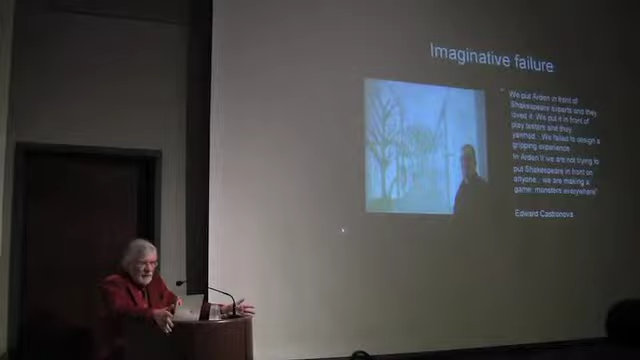 Imaginative failure
"We put Arden in front of
Shakespeare experts and they
loved it. We put it in front of
play testers and they
yawned... We failed to design a
gripping experience.
In Arden II we are not trying to
put Shakespeare in front on
anyone... we are making a
game: monsters everywhere"
Edward Castronova